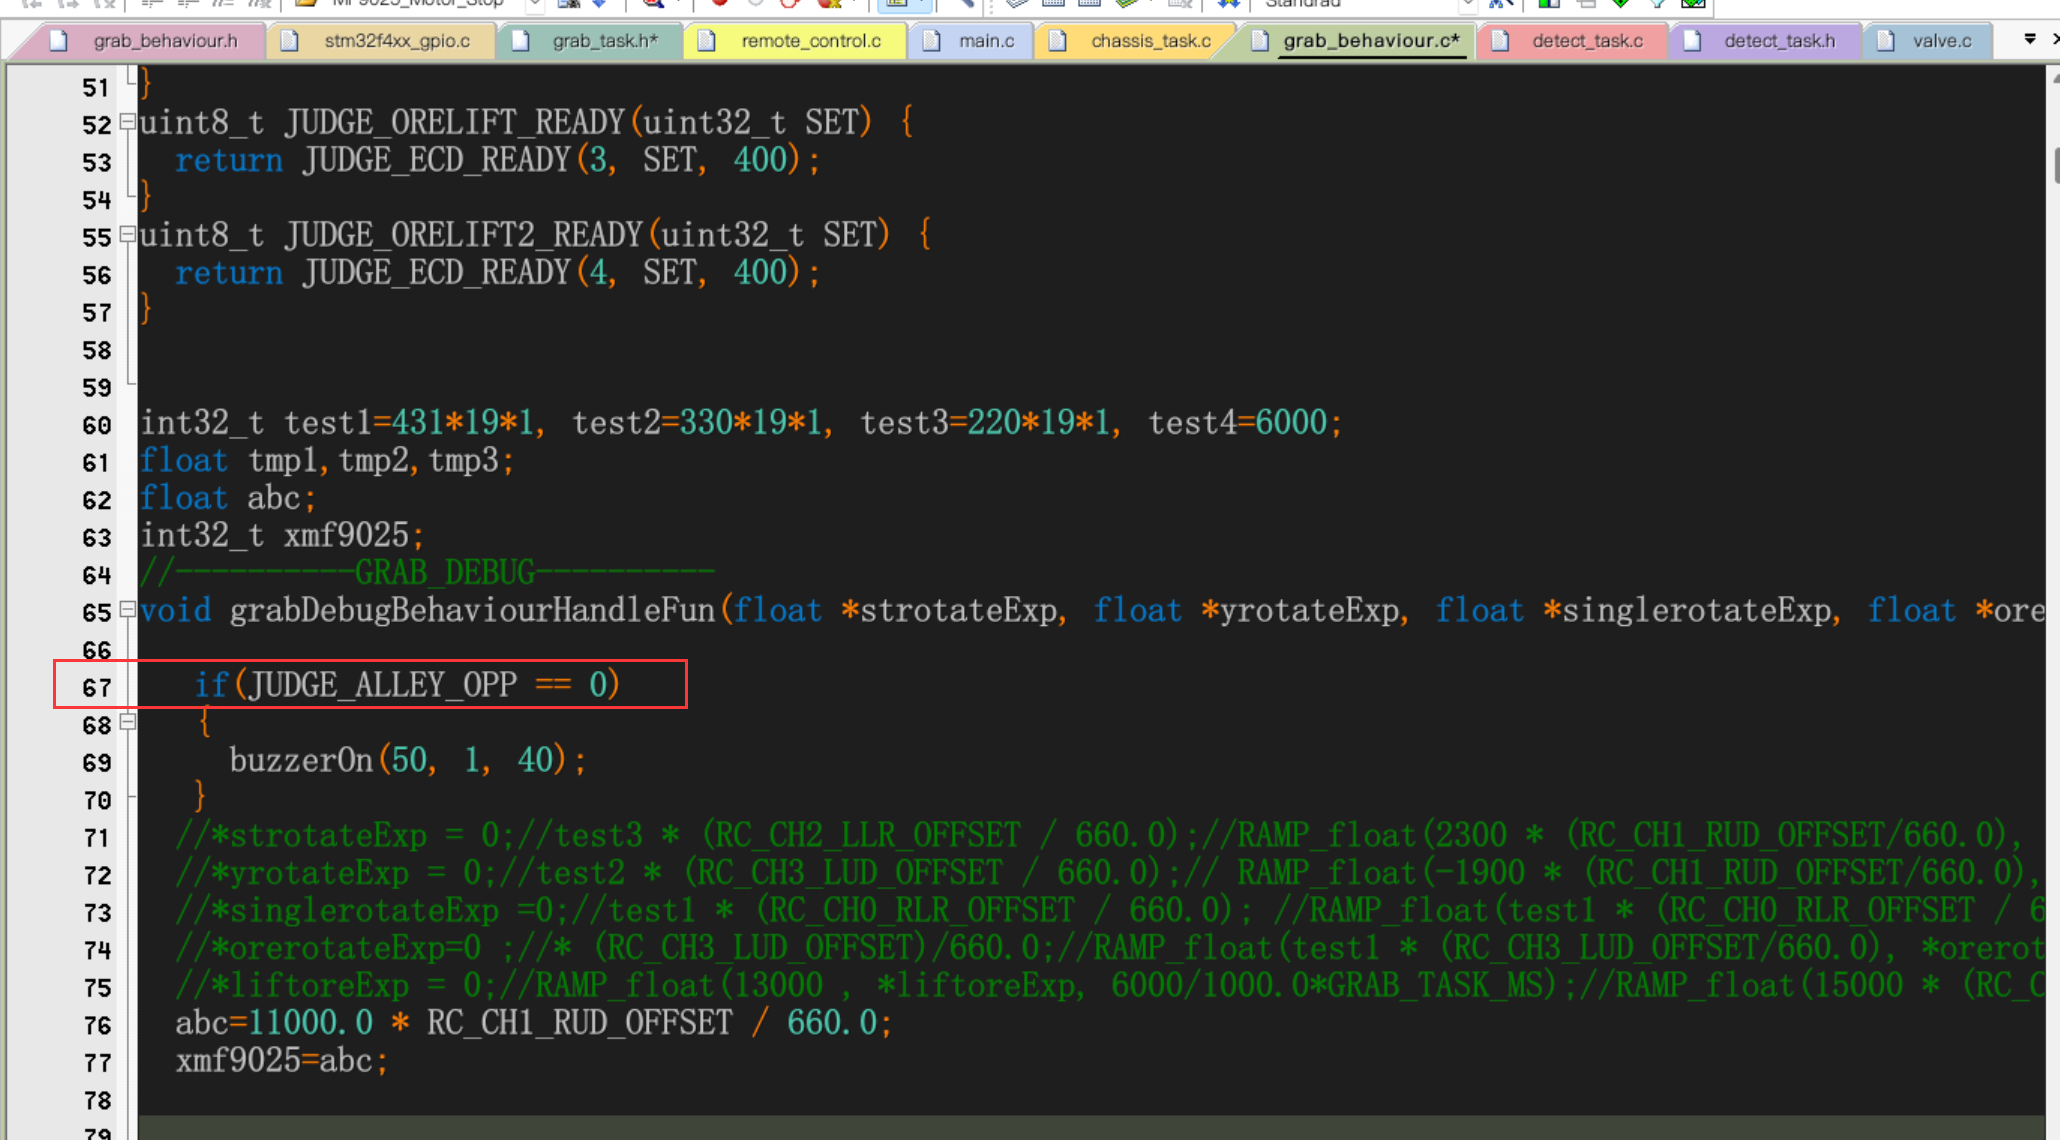 MF9025_Motor_Stop Standrad
grab_behaviour.h stm32f4xx_gpio.c grab_task.h* remote_control.c main.c chassis_task.c grab_behaviour.c* detect_task.c detect_task.h valve.c
51 }
52 uint8_t JUDGE_ORELIFT_READY(uint32_t SET) {
53 return JUDGE_ECD_READY(3, SET, 400);
54 }
55 uint8_t JUDGE_ORELIFT2_READY(uint32_t SET) {
56 return JUDGE_ECD_READY(4, SET, 400);
57 }
58
59
60 int32_t test1=431*19*1, test2=330*19*1, test3=220*19*1, test4=6000;
61 float tmp1,tmp2,tmp3;
62 float abc;
63 int32_t xmf9025;
64 //----------GRAB_DEBUG----------
65 void grabDebugBehaviourHandleFun(float *strotateExp, float *yrotateExp, float *singlerotateExp, float *ore
66
67 if(JUDGE_ALLEY_OPP == 0)
68 {
69 buzzerOn(50, 1, 40);
70 }
71 //*strotateExp = 0;//test3 * (RC_CH2_LLR_OFFSET / 660.0);//RAMP_float(2300 * (RC_CH1_RUD_OFFSET/660.0),
72 //*yrotateExp = 0;//test2 * (RC_CH3_LUD_OFFSET / 660.0);// RAMP_float(-1900 * (RC_CH1_RUD_OFFSET/660.0),
73 //*singlerotateExp =0;//test1 * (RC_CH0_RLR_OFFSET / 660.0); //RAMP_float(test1 * (RC_CH0_RLR_OFFSET / 6
74 //*orerotateExp=0 ;//* (RC_CH3_LUD_OFFSET)/660.0;//RAMP_float(test1 * (RC_CH3_LUD_OFFSET/660.0), *orerot
75 //*liftoreExp = 0;//RAMP_float(13000 , *liftoreExp, 6000/1000.0*GRAB_TASK_MS);//RAMP_float(15000 * (RC_C
76 abc=11000.0 * RC_CH1_RUD_OFFSET / 660.0;
77 xmf9025=abc;
78
79